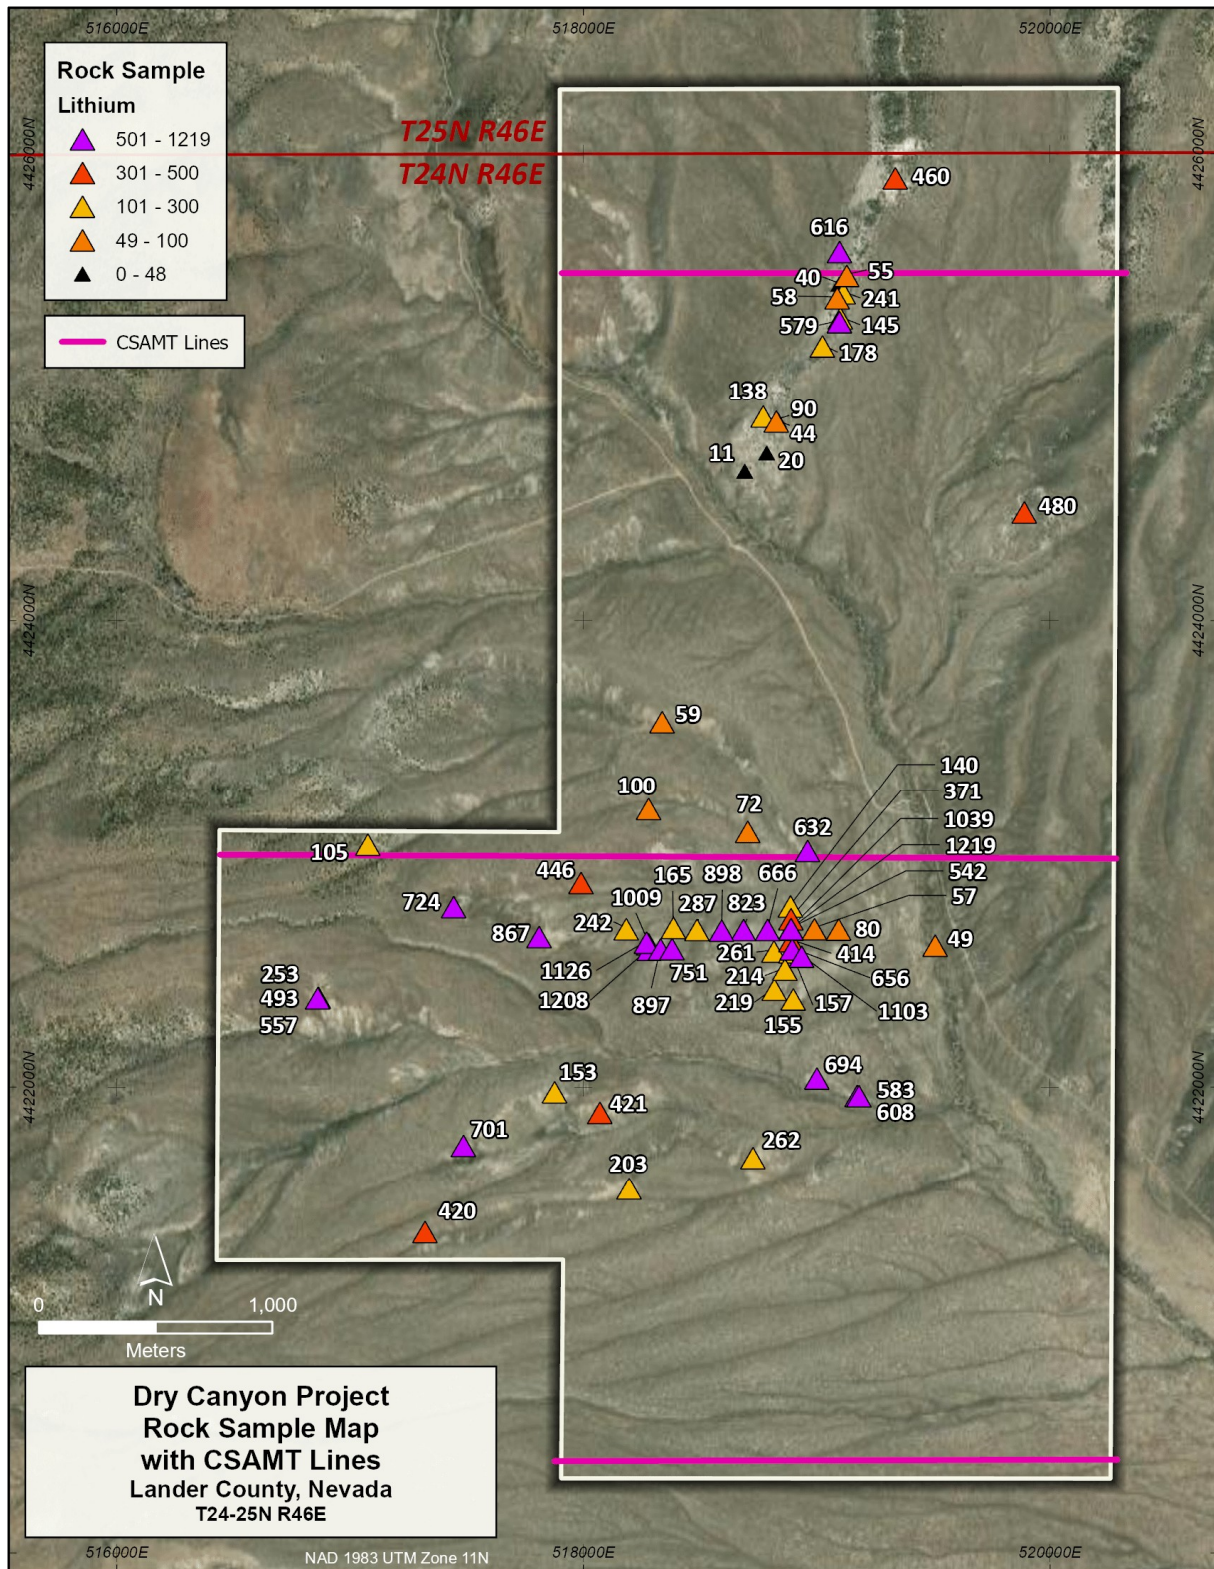 516000E
518000E
520000E
Rock Sample
Lithium
501 - 1219
301 - 500
101 - 300
49 - 100
0 - 48
CSAMT Lines
4426000N
T25N R46E
T24N R46E
4426000N
460
616
55
40
58
241
579
145
178
138
90
44
11
20
480
4424000N
4424000N
59
140
371
100
72
1039
632
1219
105
542
446
165
898
666
57
724
1009
287
823
242
80
867
49
261
414
1126
751
656
253
214
493
1208
897
219
157
1103
557
155
4422000N
4422000N
153
694
583
421
608
701
262
203
420
N
0
1,000
Meters
Dry Canyon Project
Rock Sample Map
with CSAMT Lines
Lander County, Nevada
T24-25N R46E
NAD 1983 UTM Zone 11N
516000E
518000E
520000E